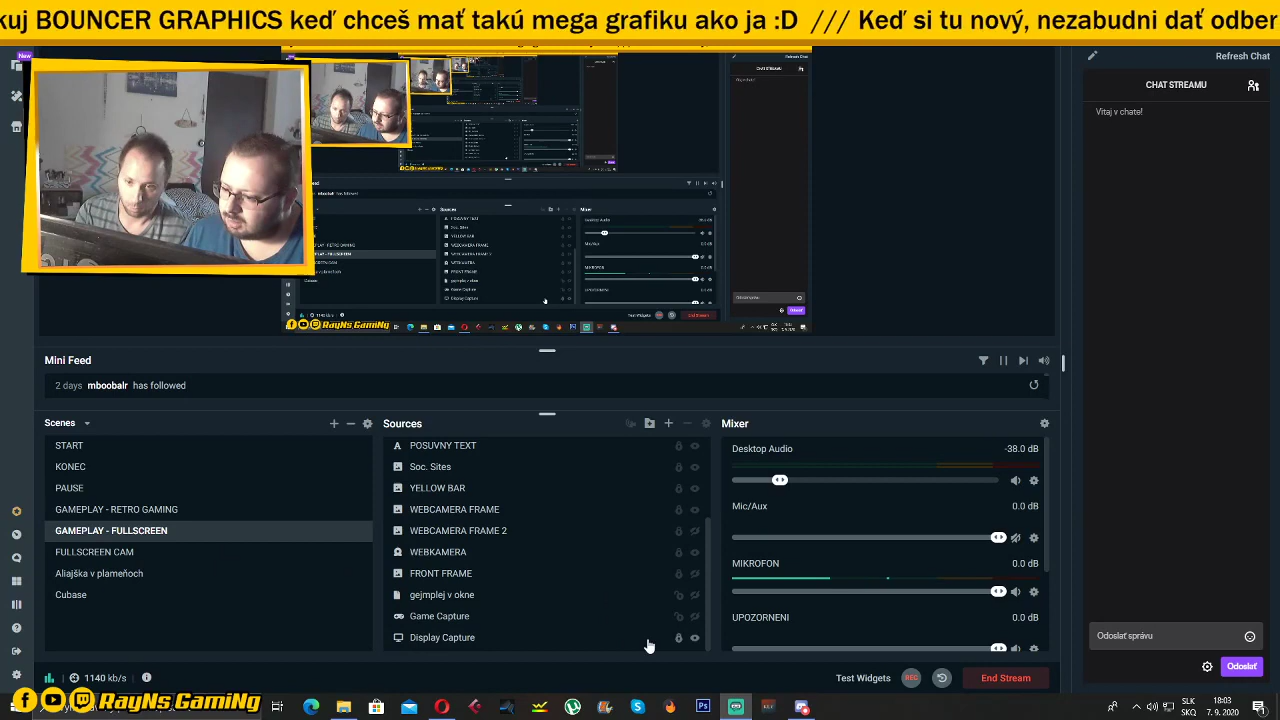 kuj BOUNCER GRAPHICS keď chceš mať takú mega grafiku ako ja :D /// Keď si tu nový, nezabudni dať odber
New
Refresh Chat
CHAT STREAMU
Vitaj v chate!
Mini Feed
2 days mboobalr has followed
Scenes
START
KONEC
PAUSE
GAMEPLAY - RETRO GAMING
GAMEPLAY - FULLSCREEN
FULLSCREEN CAM
Aliajška v plameňoch
Cubase
Sources
POSUVNY TEXT
Soc. Sites
YELLOW BAR
WEBCAMERA FRAME
WEBCAMERA FRAME 2
WEBKAMERA
FRONT FRAME
gejmplej v okne
Game Capture
Display Capture
Mixer
Desktop Audio -38.0 dB
Mic/Aux 0.0 dB
MIKROFON 0.0 dB
UPOZORNENI 0.0 dB
Odoslať správu
Odoslať
1140 kb/s
Test Widgets
REC
End Stream
RayNs GamiNg
SLK
SKQ
18:03
7. 9. 2020